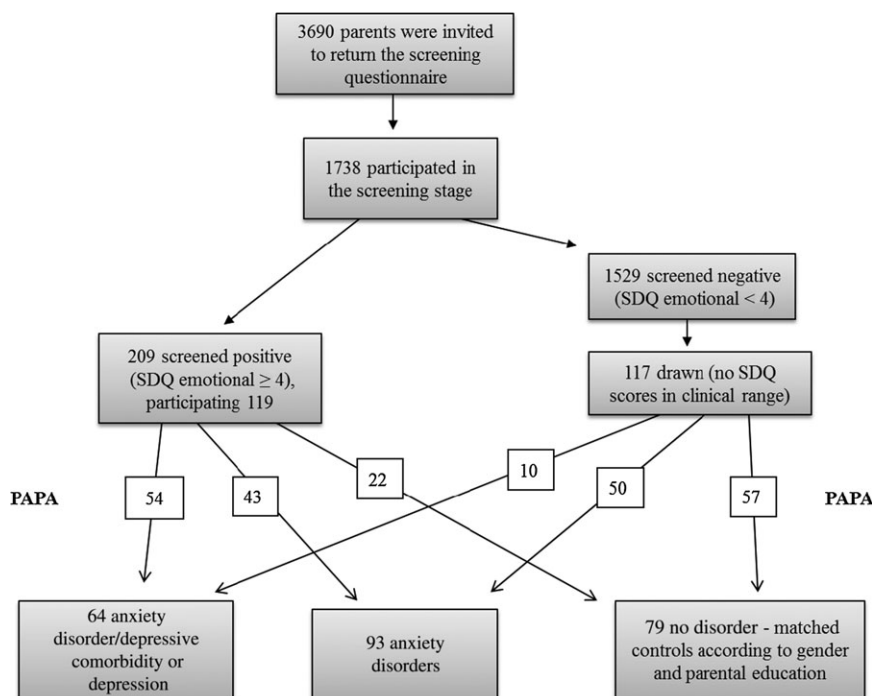 3690 parents were invited
to return the screening
questionnaire
1738 participated in
the screening stage
1529 screened negative
(SDQ emotional < 4)
209 screened positive
(SDQ emotional ≥ 4),
participating 119
117 drawn (no SDQ
scores in clinical range)
PAPA
54
43
22
10
50
57
PAPA
64 anxiety
disorder/depressive
comorbidity or
depression
93 anxiety
disorders
79 no disorder - matched
controls according to gender
and parental education